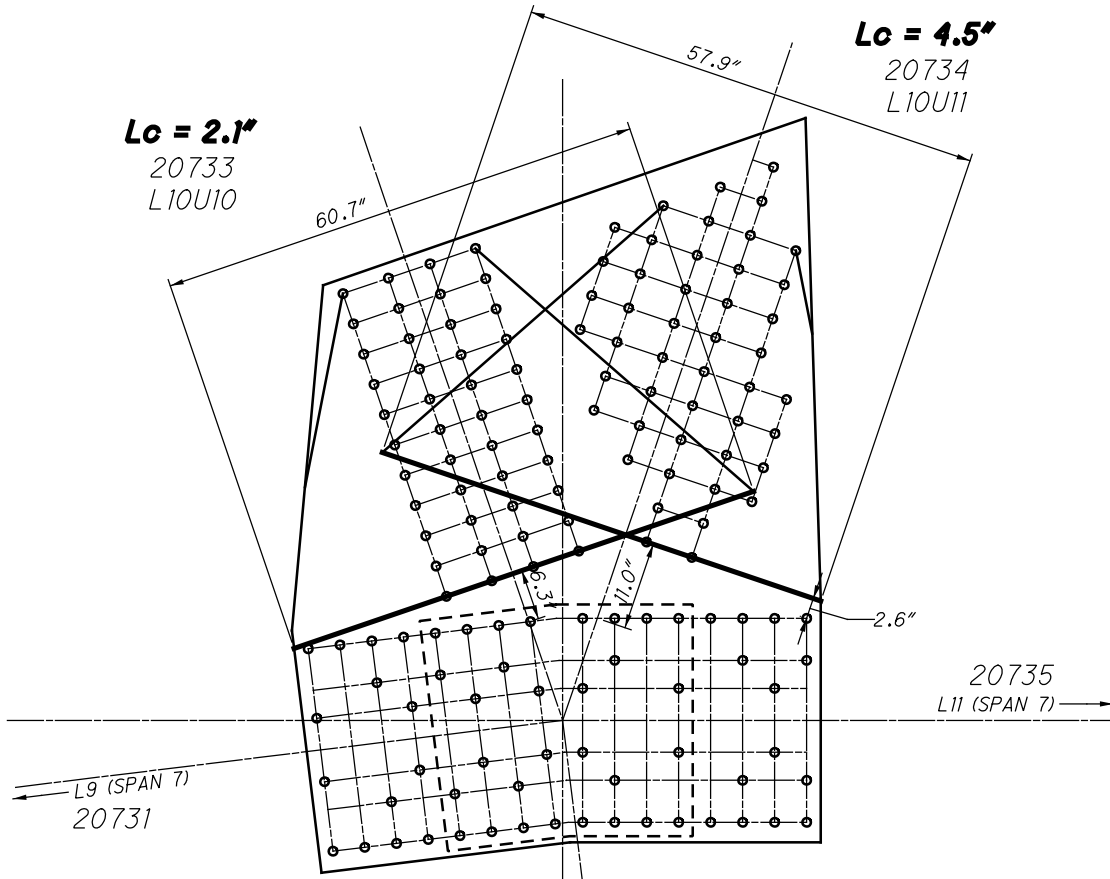 Lc = 4.5"
20734
L10U11
57.9"
Lc = 2.1"
20733
L10U10
60.7"
6.3"
11.0"
2.6"
20735
L11 (SPAN 7)
L9 (SPAN 7)
20731